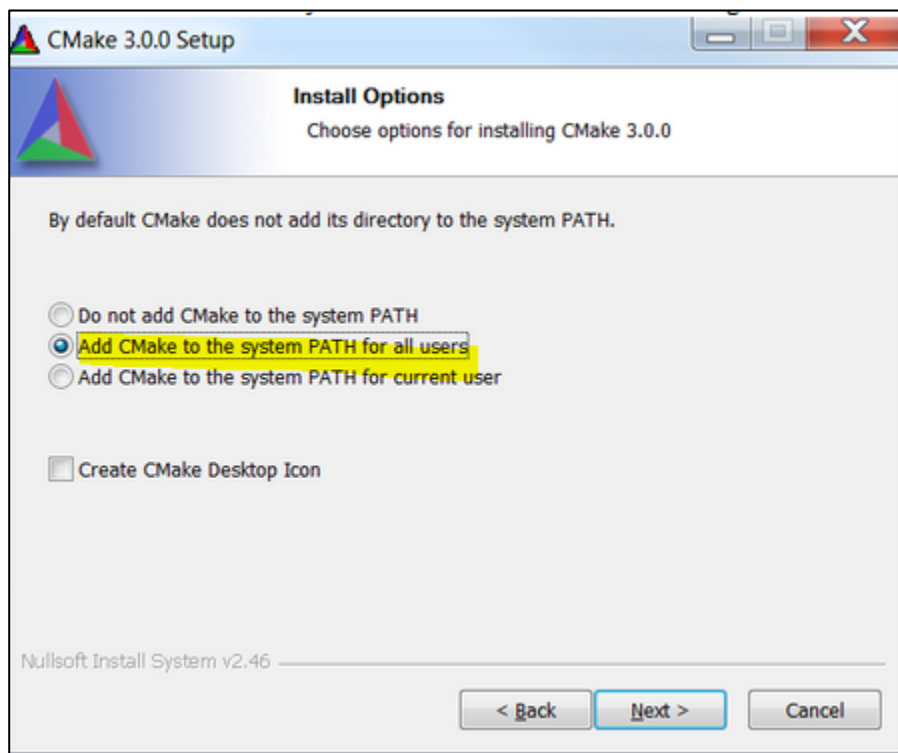 CMake 3.0.0 Setup
Install Options
Choose options for installing CMake 3.0.0
By default CMake does not add its directory to the system PATH.
Do not add CMake to the system PATH
Add CMake to the system PATH for all users
Add CMake to the system PATH for current user
Create CMake Desktop Icon
Nullsoft Install System v2.46
< Back Next > Cancel